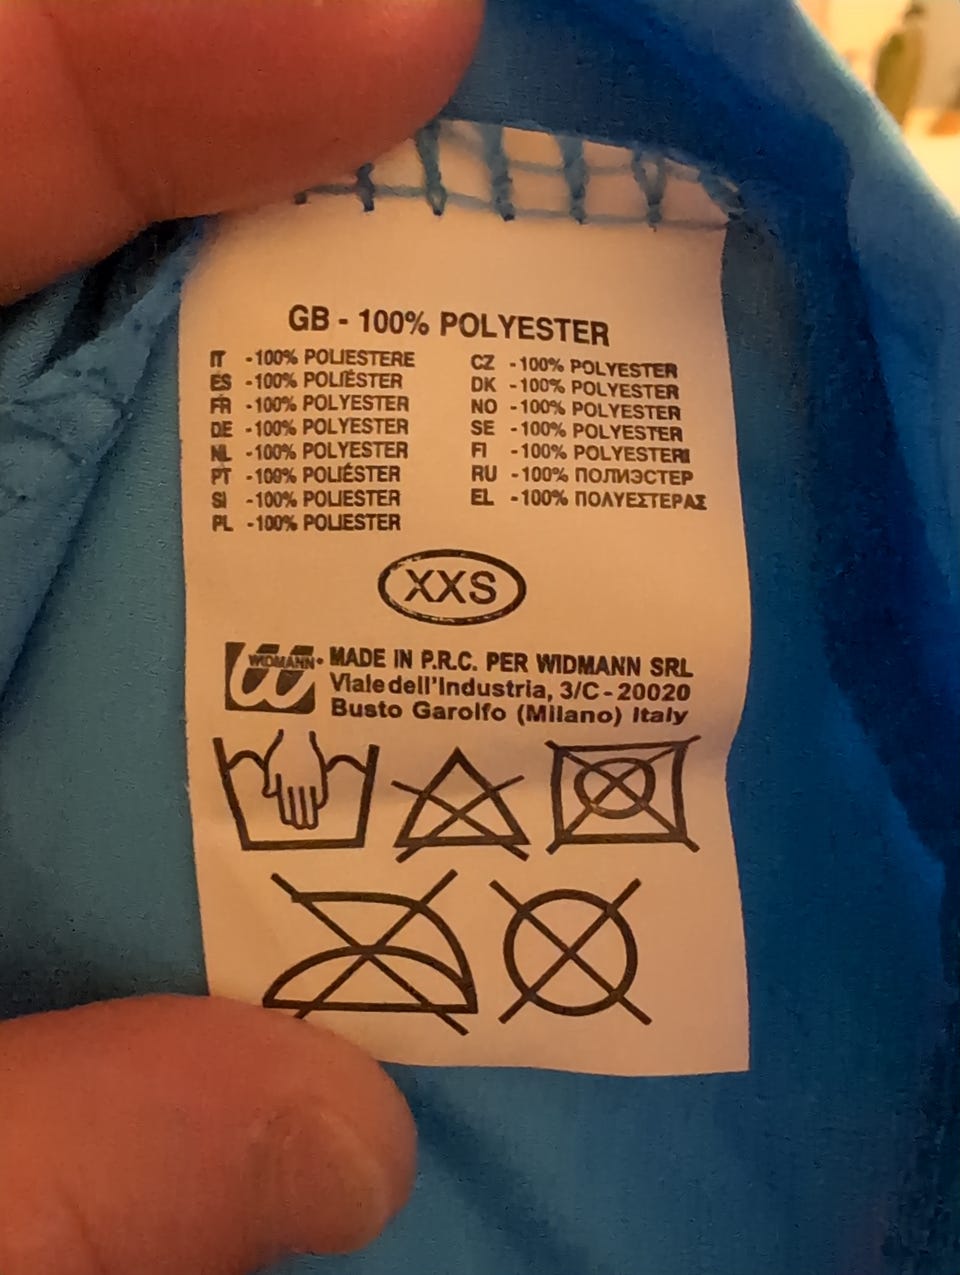 GB - 100% POLYESTER
IT - 100% POLIESTERE
ES - 100% POLIÉSTER
FR - 100% POLYESTER
DE - 100% POLYESTER
NL - 100% POLYESTER
PT - 100% POLIÉSTER
SI - 100% POLIESTER
PL - 100% POLIESTER
CZ - 100% POLYESTER
DK - 100% POLYESTER
NO - 100% POLYESTER
SE - 100% POLYESTER
FI - 100% POLYESTERI
RU - 100% ПОЛИЭСТЕР
EL - 100% ΠΟΛΥΕΣΤΕΡΑΣ
XXS
WIDMANN
MADE IN P.R.C. PER WIDMANN SRL
Viale dell'Industria, 3/C - 20020
Busto Garolfo (Milano) Italy